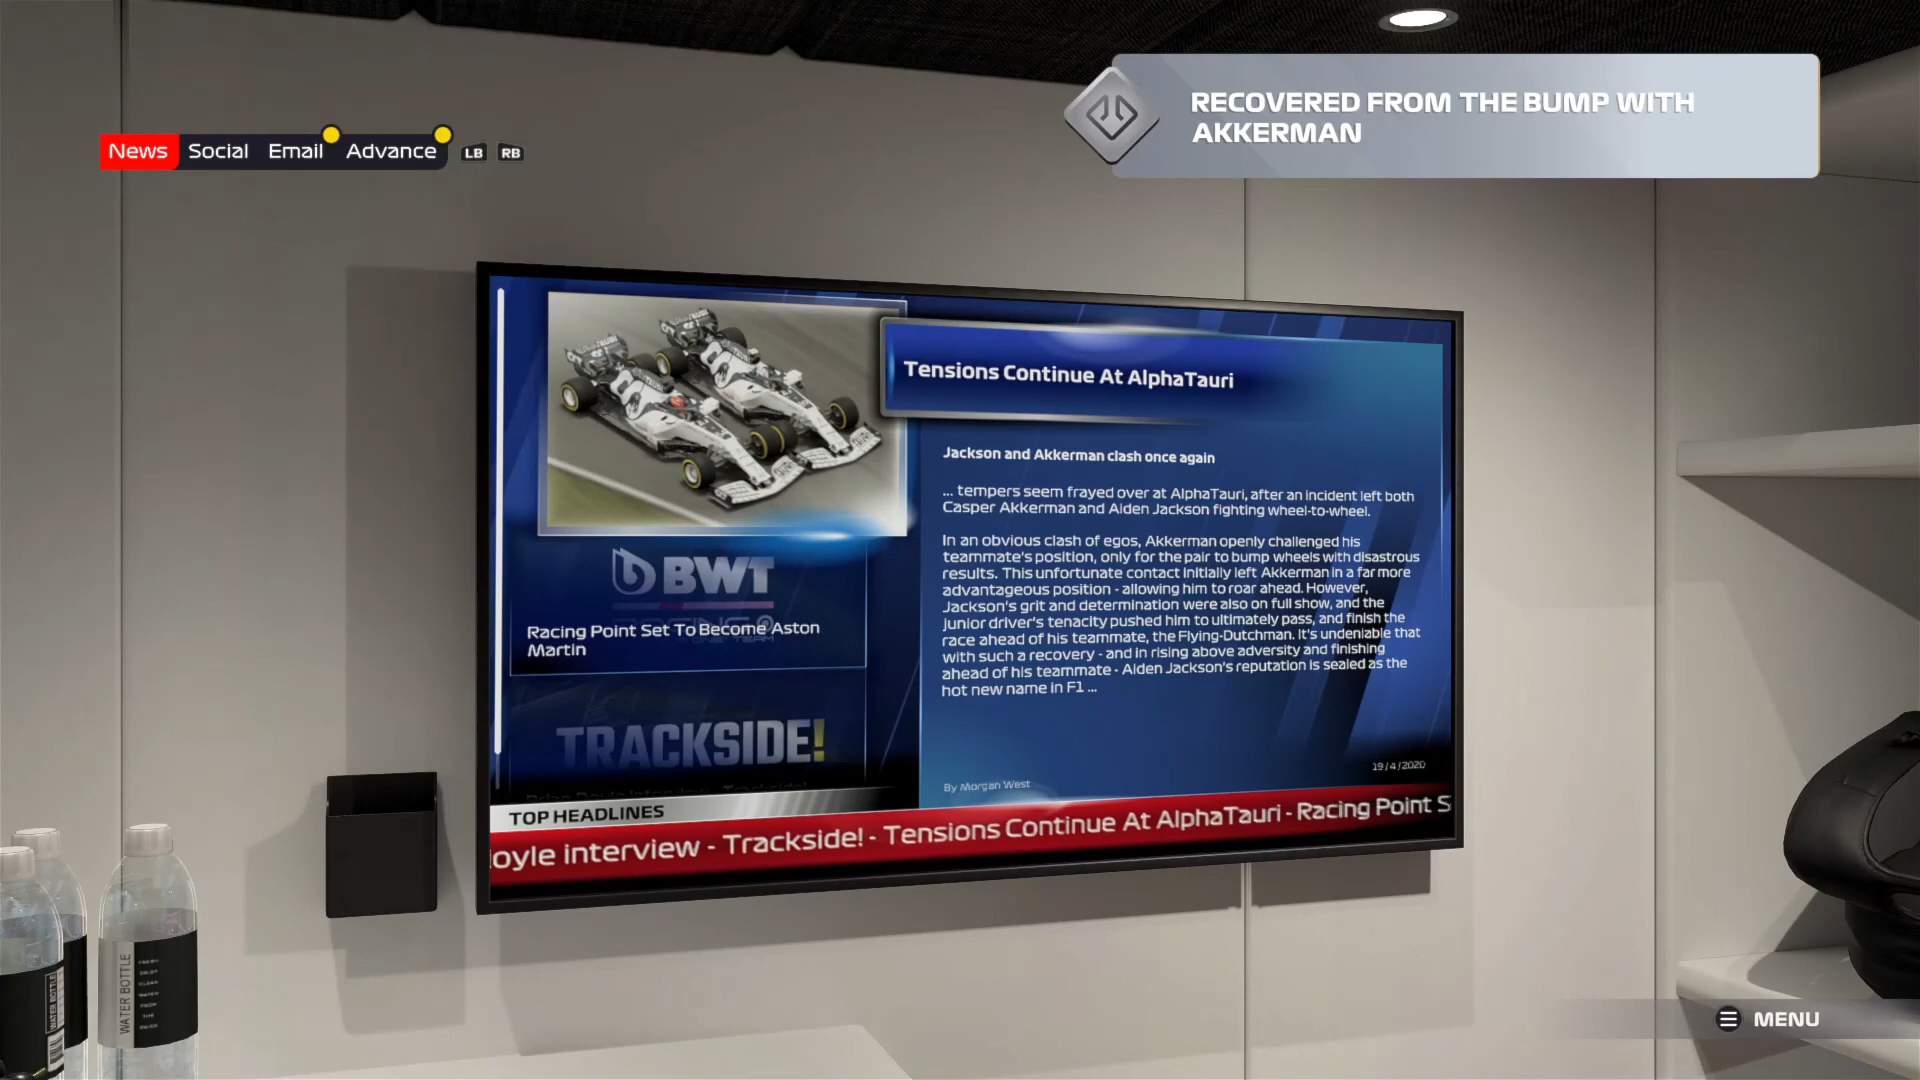 RECOVERED FROM THE BUMP WITH
AKKERMAN
News Social Email Advance LB RB
Tensions Continue At AlphaTauri
Jackson and Akkerman clash once again
... tempers seem frayed over at AlphaTauri, after an incident left both
Casper Akkerman and Aiden Jackson fighting wheel-to-wheel.
In an obvious clash of egos, Akkerman openly challenged his
teammate's position, only for the pair to bump wheels with disastrous
results. This unfortunate contact initially left Akkerman in a far more
advantageous position - allowing him to roar ahead. However,
Jackson's grit and determination were also on full show, and the
junior driver's tenacity pushed him to ultimately pass, and finish the
race ahead of his teammate, the Flying-Dutchman. It's undeniable that
with such a recovery - and in rising above adversity and finishing
ahead of his teammate - Aiden Jackson's reputation is sealed as the
hot new name in F1 ...
19/4/2020
By Morgan West
BWT
Racing Point Set To Become Aston
Martin
TRACKSIDE!
TOP HEADLINES
oyle interview - Trackside! - Tensions Continue At AlphaTauri - Racing Point S
WATER BOTTLE
WATER BOTTLE
MENU